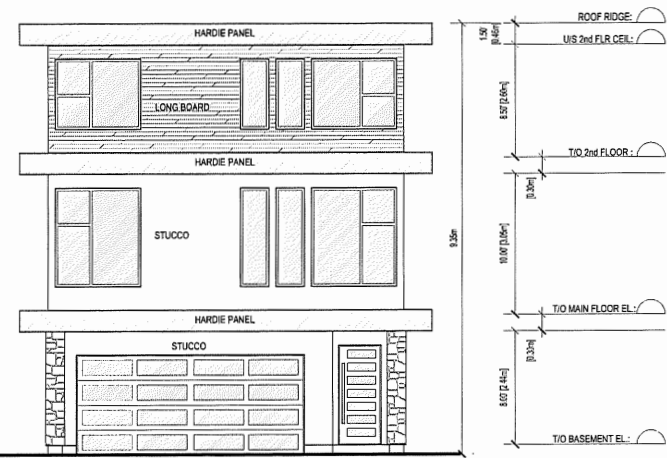 ROOF RIDGE:
HARDIE PANEL
1.50' [0.46m]
U/S 2nd FLR CEIL:
LONG BOARD
8.50' [2.60m]
T/O 2nd FLOOR :
HARDIE PANEL
[0.30m]
STUCCO
9.35m
10.00' [3.05m]
T/O MAIN FLOOR EL:
HARDIE PANEL
STUCCO
[0.30m]
8.00' [2.44m]
T/O BASEMENT EL :